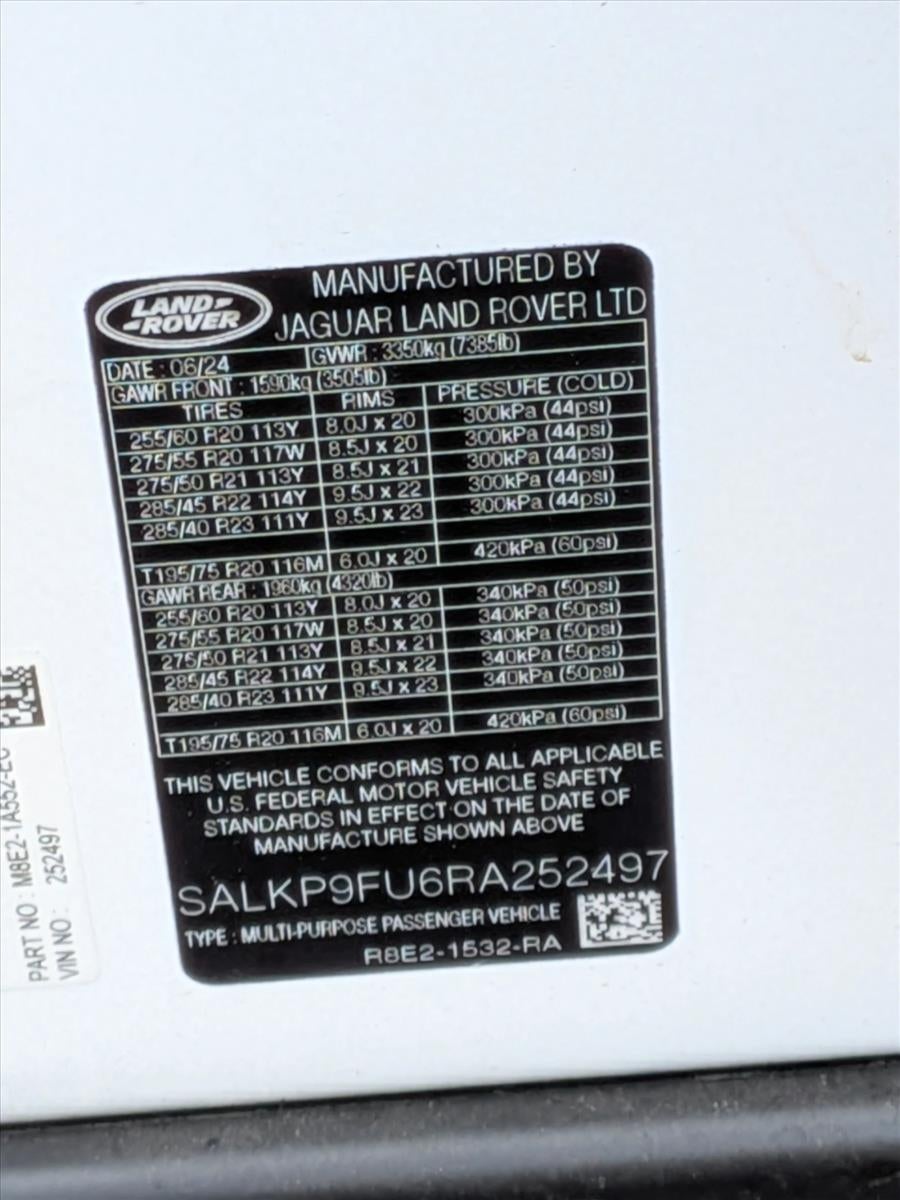 LAND-
-ROVER
MANUFACTURED BY
JAGUAR LAND ROVER LTD
DATE : 06/24 GVWR : 3350kg (7385lb)
GAWR FRONT : 1590kg (3505lb)
TIRES RIMS PRESSURE (COLD)
255/60 R20 113Y 8.0J x 20 300kPa (44psi)
275/55 R20 117W 8.5J x 20 300kPa (44psi)
275/50 R21 113Y 8.5J x 21 300kPa (44psi)
285/45 R22 114Y 9.5J x 22 300kPa (44psi)
285/40 R23 111Y 9.5J x 23 300kPa (44psi)
T195/75 R20 116M 6.0J x 20 420kPa (60psi)
GAWR REAR : 1960kg (4320lb)
255/60 R20 113Y 8.0J x 20 340kPa (50psi)
275/55 R20 117W 8.5J x 20 340kPa (50psi)
275/50 R21 113Y 8.5J x 21 340kPa (50psi)
285/45 R22 114Y 9.5J x 22 340kPa (50psi)
285/40 R23 111Y 9.5J x 23 340kPa (50psi)
T195/75 R20 116M 6.0J x 20 420kPa (60psi)
THIS VEHICLE CONFORMS TO ALL APPLICABLE
U.S. FEDERAL MOTOR VEHICLE SAFETY
STANDARDS IN EFFECT ON THE DATE OF
MANUFACTURE SHOWN ABOVE
SALKP9FU6RA252497
TYPE : MULTI-PURPOSE PASSENGER VEHICLE
R8E2-1532-RA
PART NO : M8E2-1A552-EC
VIN NO : 252497